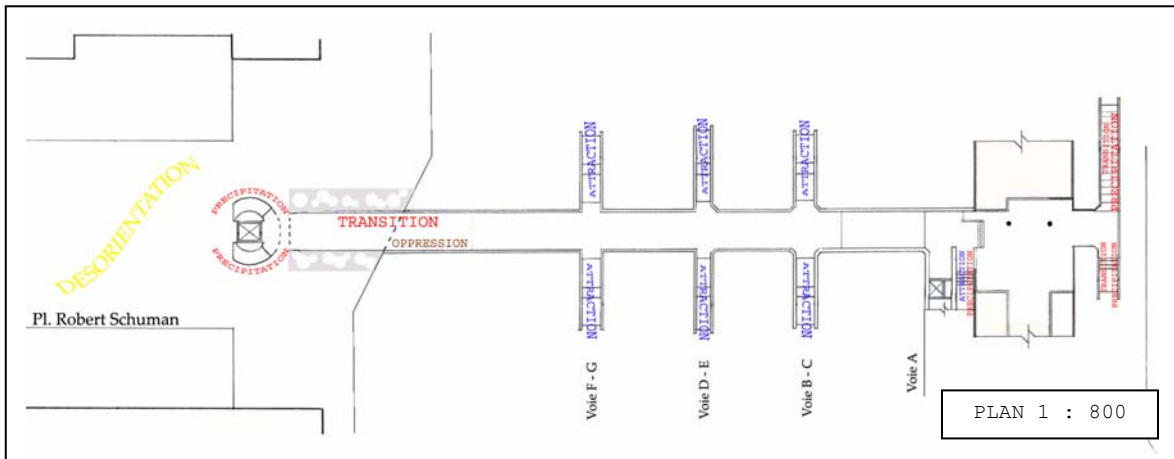 DESORIENTATION
Pl. Robert Schuman
PRECIPITATION
PRECIPITATION
TRANSITION
OPPRESSION
ATTRACTION
ATTRACTION
ATTRACTION
ATTRACTION
ATTRACTION
ATTRACTION
Voie F - G
Voie D - E
Voie B - C
Voie A
ATTRACTION
PRECIPITATION
TRANSITION
PRECIPITATION
TRANSITION
PRECIPITATION
PLAN 1 : 800